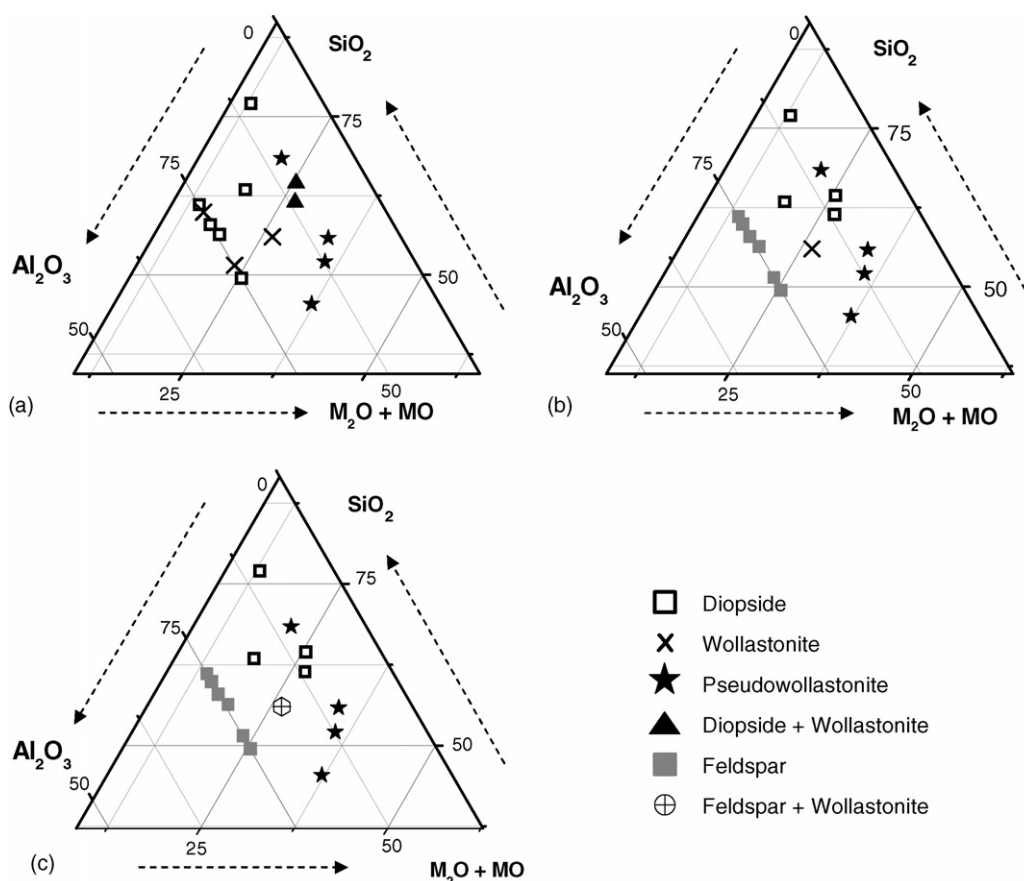 0
SiO2
75
75
Al2O3
50
50
25
50
(a)
M2O + MO
0
SiO2
75
75
Al2O3
50
50
25
50
(b)
M2O + MO
0
SiO2
75
75
Al2O3
50
50
25
50
(c)
M2O + MO
Diopside
Wollastonite
Pseudowollastonite
Diopside + Wollastonite
Feldspar
Feldspar + Wollastonite